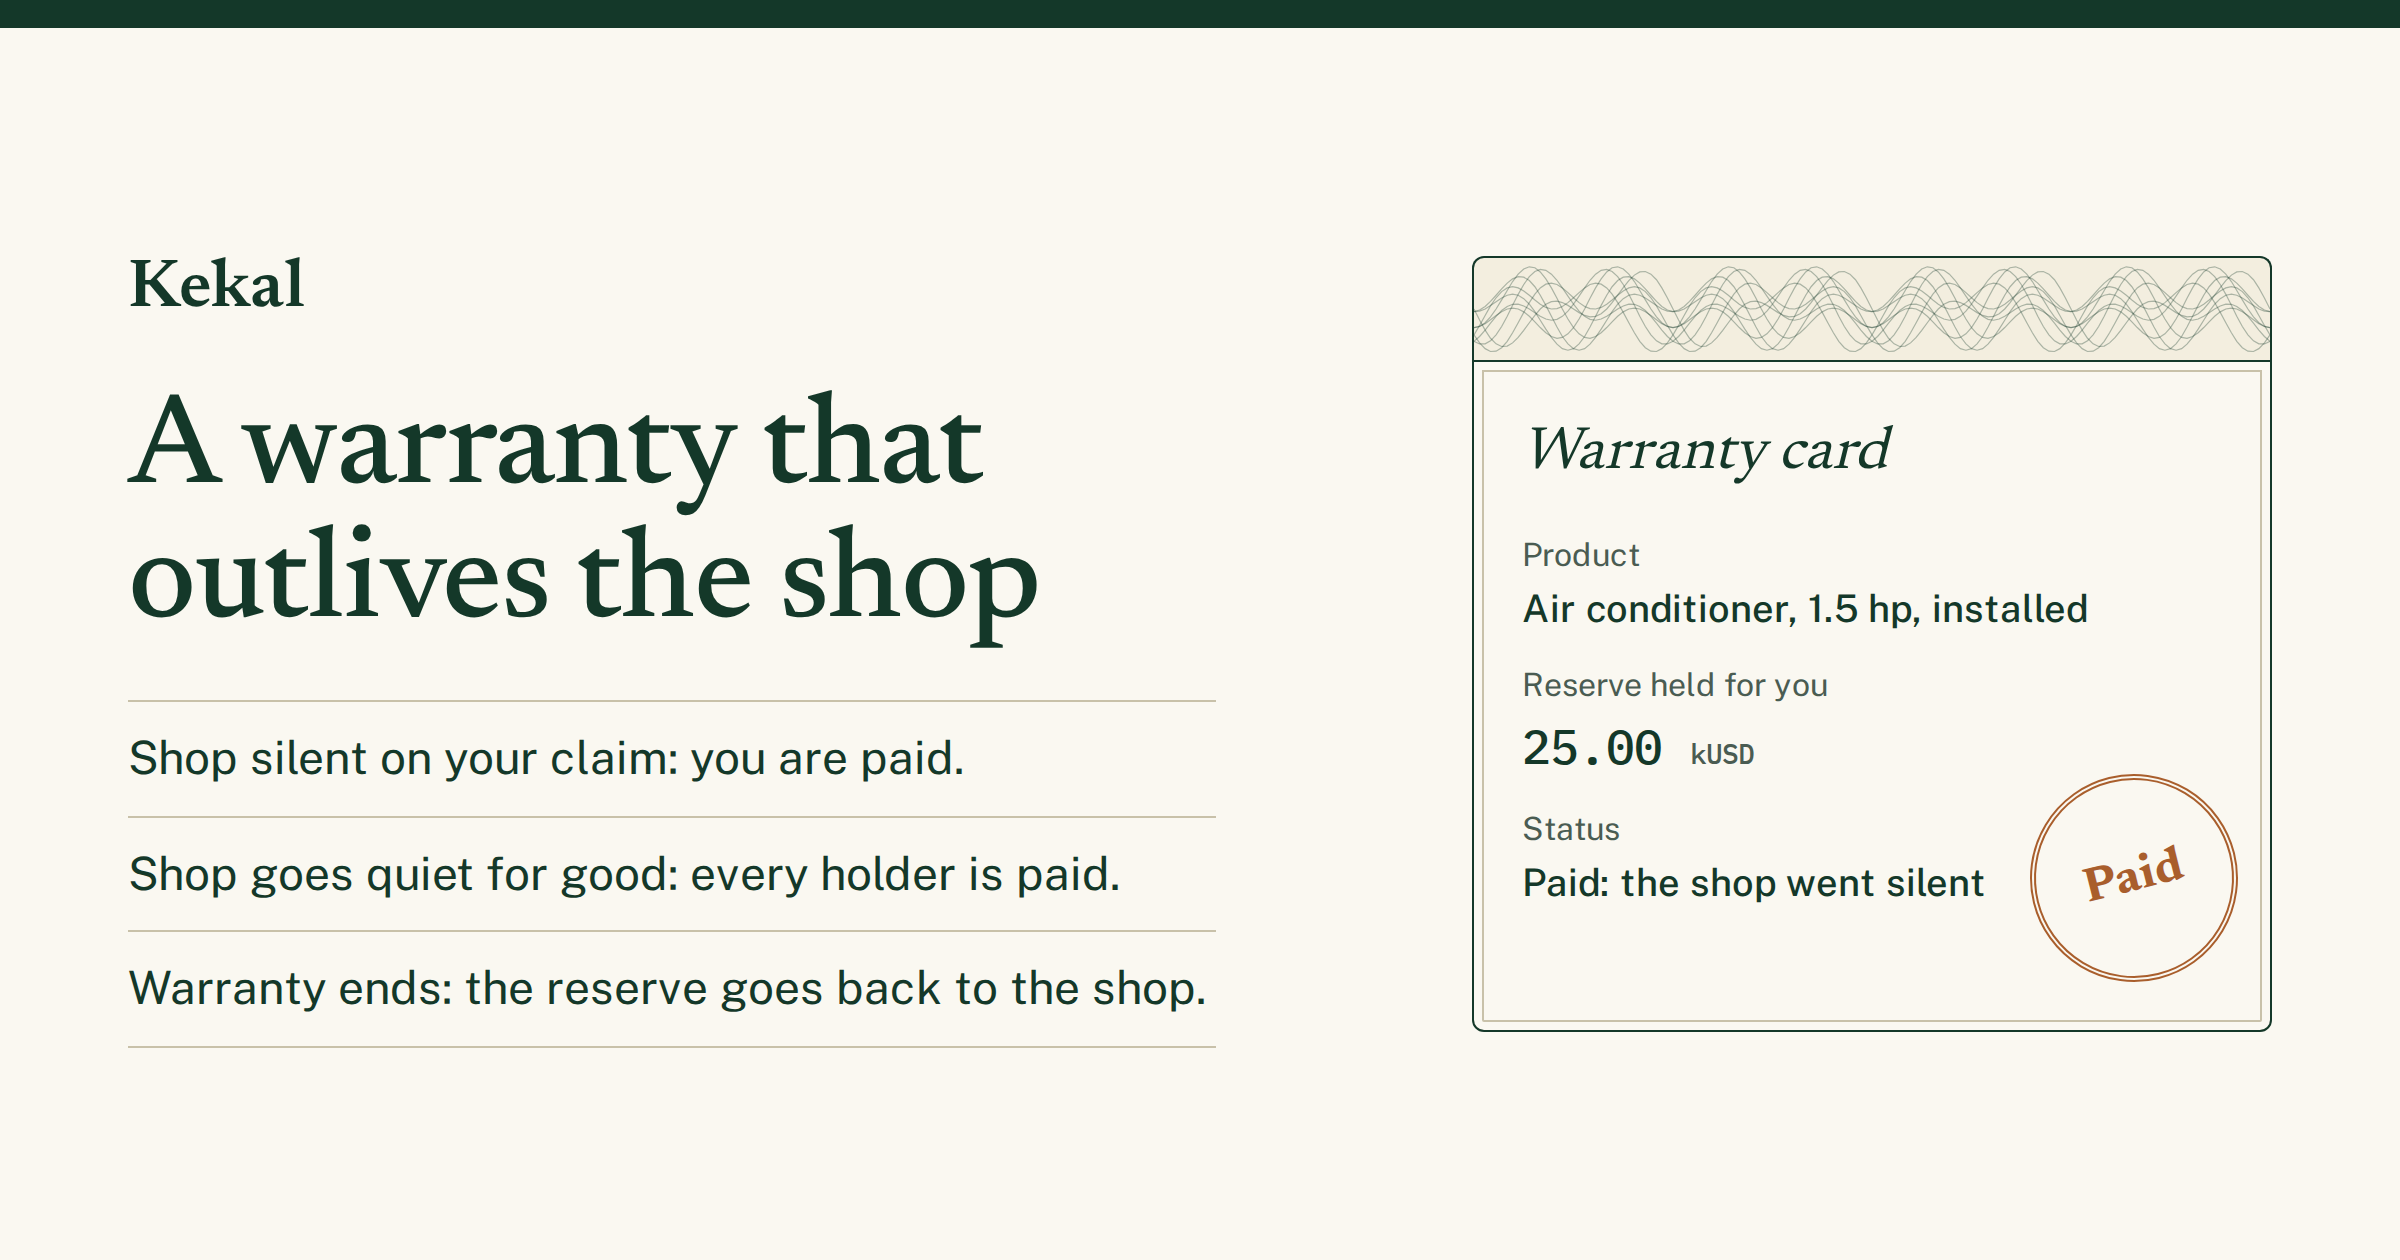 Kekal
A warranty that
outlives the shop
Shop silent on your claim: you are paid.
Shop goes quiet for good: every holder is paid.
Warranty ends: the reserve goes back to the shop.
Warranty card
Product
Air conditioner, 1.5 hp, installed
Reserve held for you
25.00 kUSD
Status
Paid: the shop went silent
Paid